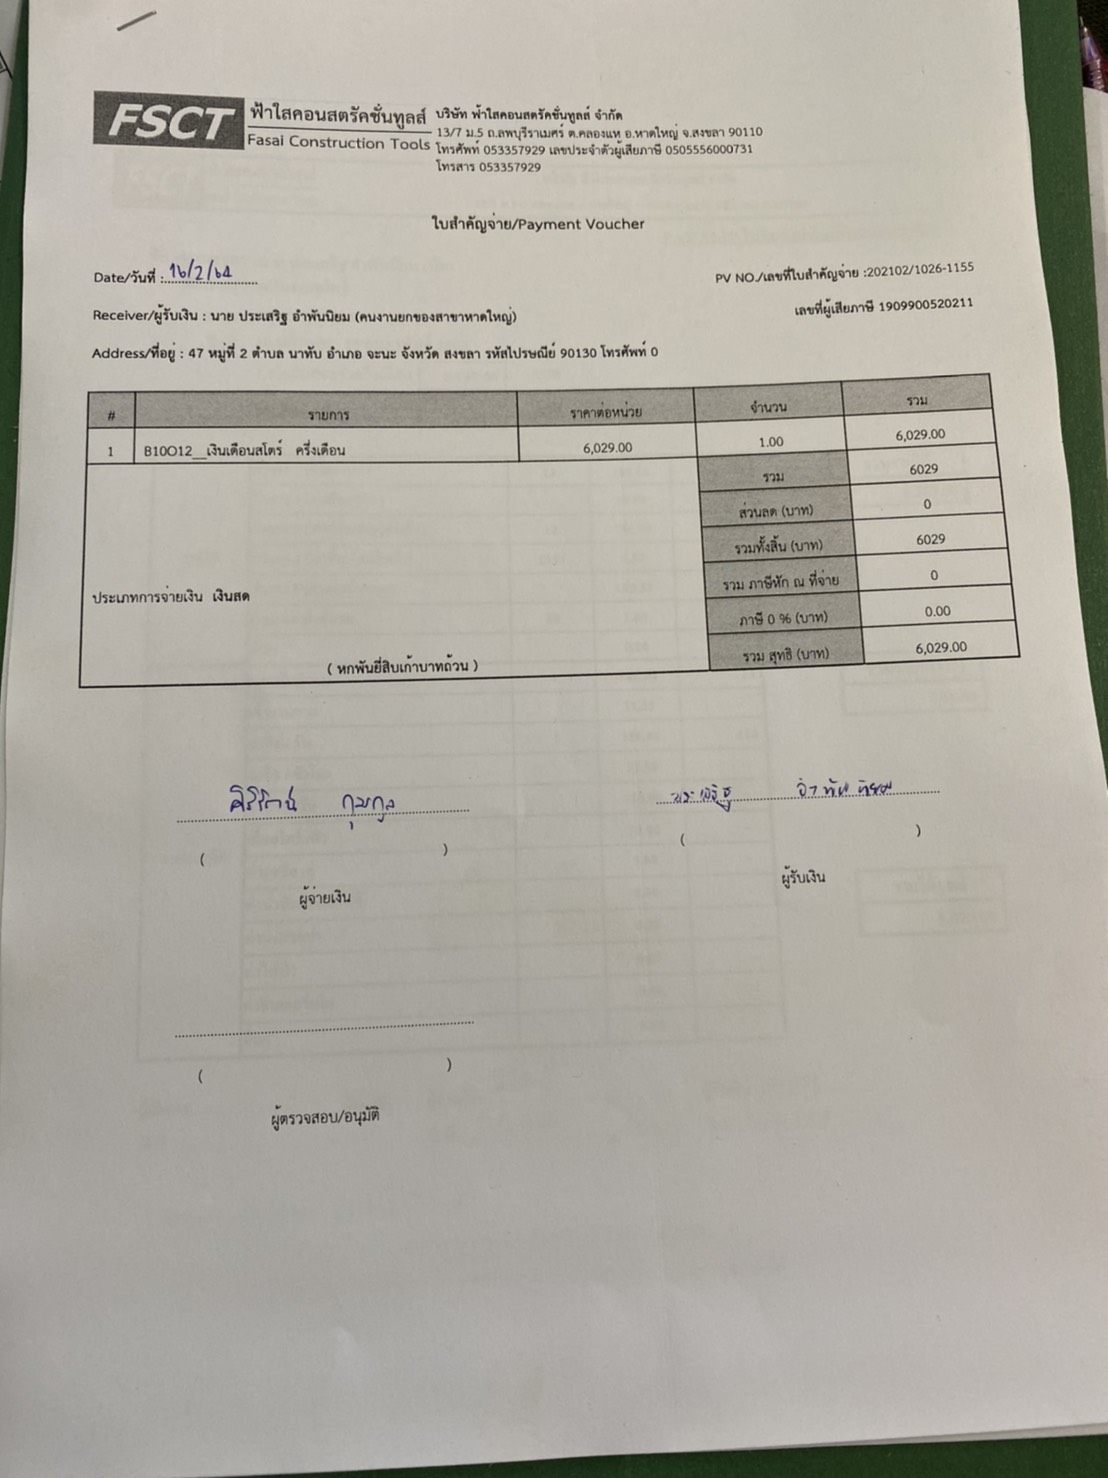 FSCT
ฟ้าใสคอนสตรัคชั่นทูลส์
Fasai Construction Tools
บริษัท ฟ้าใสคอนสตรัคชั่นทูลส์ จำกัด
13/7 ม.5 ถ.ลพบุรีราเมศร์ ต.คลองแห อ.หาดใหญ่ จ.สงขลา 90110
โทรศัพท์ 053357929 เลขประจำตัวผู้เสียภาษี 0505556000731
โทรสาร 053357929
ใบสำคัญจ่าย/Payment Voucher
Date/วันที่ : 16/2/64
PV NO./เลขที่ใบสำคัญจ่าย :202102/1026-1155
Receiver/ผู้รับเงิน : นาย ประเสริฐ อำพันนิยม (คนงานยกของสาขาหาดใหญ่)
เลขที่ผู้เสียภาษี 1909900520211
Address/ที่อยู่ : 47 หมู่ที่ 2 ตำบล นาทับ อำเภอ จะนะ จังหวัด สงขลา รหัสไปรษณีย์ 90130 โทรศัพท์ 0
# รายการ ราคาต่อหน่วย จำนวน รวม
1 B10O12__เงินเดือนสโตร์ ครึ่งเดือน 6,029.00 1.00 6,029.00
รวม 6029
ส่วนลด (บาท) 0
รวมทั้งสิ้น (บาท) 6029
รวม ภาษีหัก ณ ที่จ่าย 0
ประเภทการจ่ายเงิน เงินสด
ภาษี 0 % (บาท) 0.00
( หกพันยี่สิบเก้าบาทถ้วน )
รวม สุทธิ (บาท) 6,029.00
ประเสริฐ อำพันนิยม
( )
( )
ผู้จ่ายเงิน
ผู้รับเงิน
( )
ผู้ตรวจสอบ/อนุมัติ